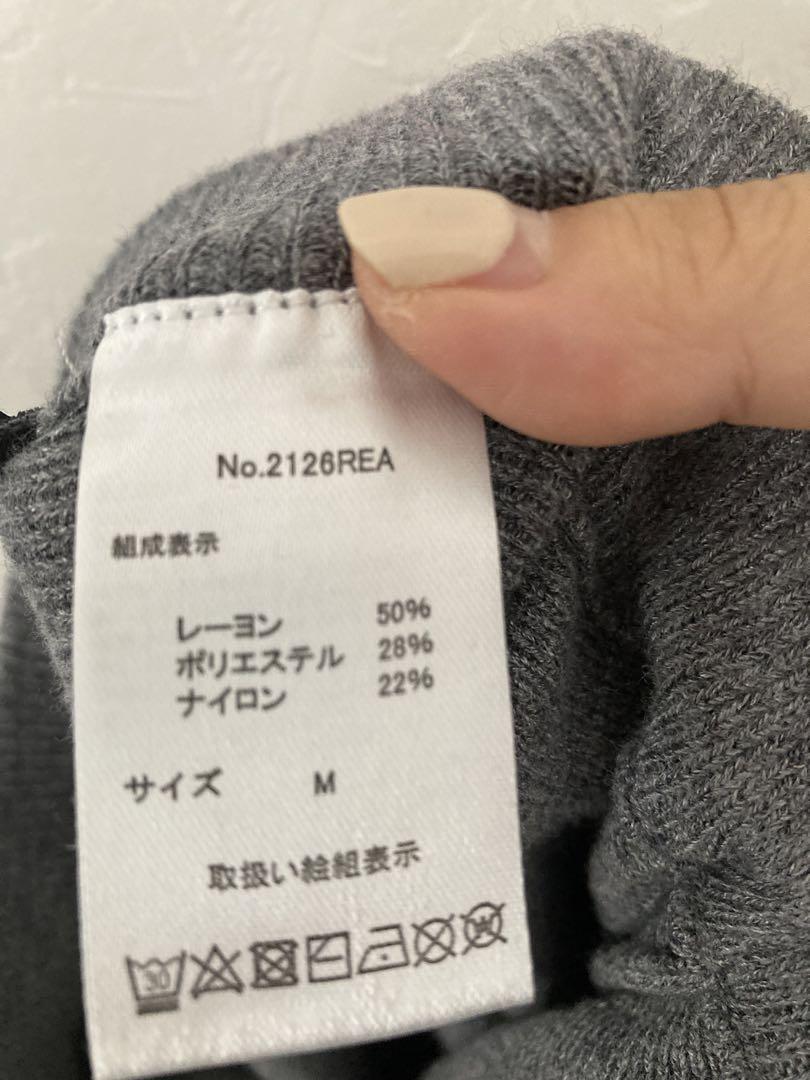 No.2126REA
組成表示
レーヨン 50%
ポリエステル 28%
ナイロン 22%
サイズ M
取扱い絵組表示
30
W